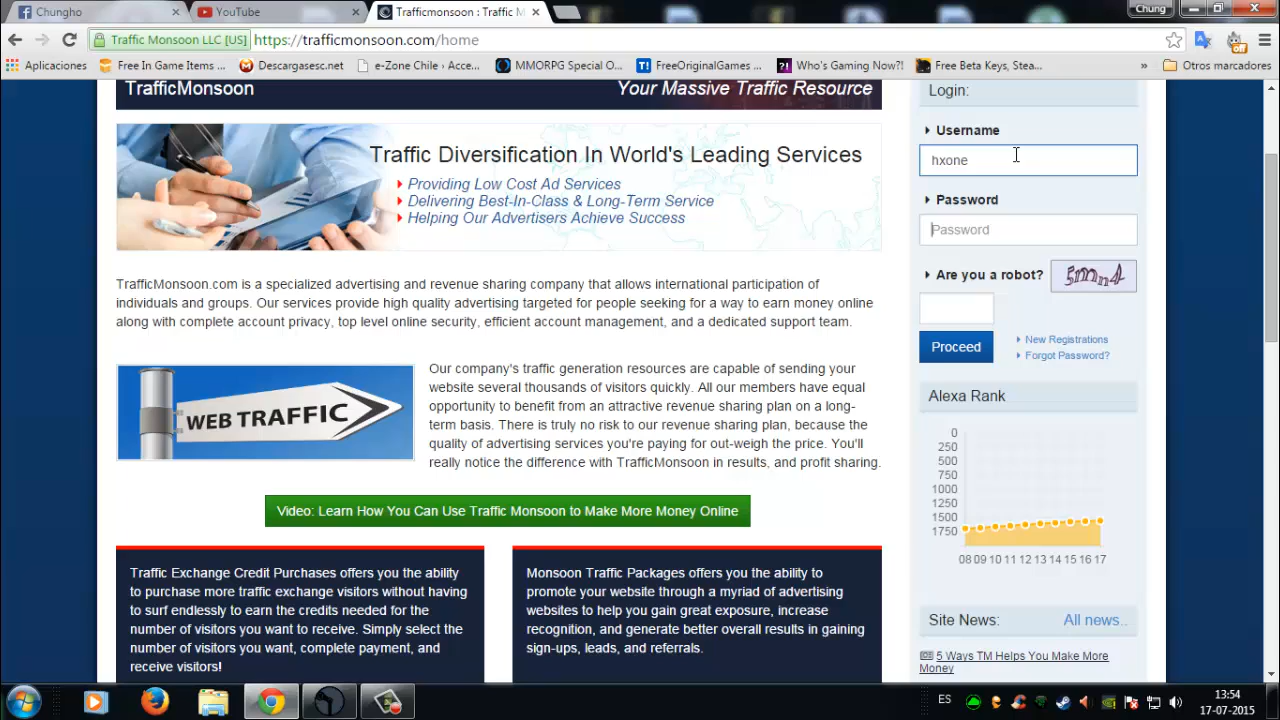 Chungho
YouTube
Trafficmonsoon : Traffic M
Chung
Traffic Monsoon LLC [US]
https://trafficmonsoon.com/home
Aplicaciones
Free In Game Items ...
Descargasesc.net
e-Zone Chile › Acce...
MMORPG Special O...
FreeOriginalGames ...
Who's Gaming Now?!
Free Beta Keys, Stea...
»
Otros marcadores
off
TrafficMonsoon
Your Massive Traffic Resource
Traffic Diversification In World's Leading Services
Providing Low Cost Ad Services
Delivering Best-In-Class & Long-Term Service
Helping Our Advertisers Achieve Success
TrafficMonsoon.com is a specialized advertising and revenue sharing company that allows international participation of
individuals and groups. Our services provide high quality advertising targeted for people seeking for a way to earn money online
along with complete account privacy, top level online security, efficient account management, and a dedicated support team.
WEB TRAFFIC
Our company's traffic generation resources are capable of sending your
website several thousands of visitors quickly. All our members have equal
opportunity to benefit from an attractive revenue sharing plan on a long-
term basis. There is truly no risk to our revenue sharing plan, because the
quality of advertising services you're paying for out-weigh the price. You'll
really notice the difference with TrafficMonsoon in results, and profit sharing.
Video: Learn How You Can Use Traffic Monsoon to Make More Money Online
Traffic Exchange Credit Purchases offers you the ability
to purchase more traffic exchange visitors without having
to surf endlessly to earn the credits needed for the
number of visitors you want to receive. Simply select the
number of visitors you want, complete payment, and
receive visitors!
Monsoon Traffic Packages offers you the ability to
promote your website through a myriad of advertising
websites to help you gain great exposure, increase
recognition, and generate better overall results in gaining
sign-ups, leads, and referrals.
Login:
Username
hxone
Password
Password
Are you a robot?
5mn4
Proceed
New Registrations
Forgot Password?
Alexa Rank
0
250
500
750
1000
1250
1500
1750
08 09 10 11 12 13 14 15 16 17
Site News:
All news..
5 Ways TM Helps You Make More
Money
ES
13:54
17-07-2015